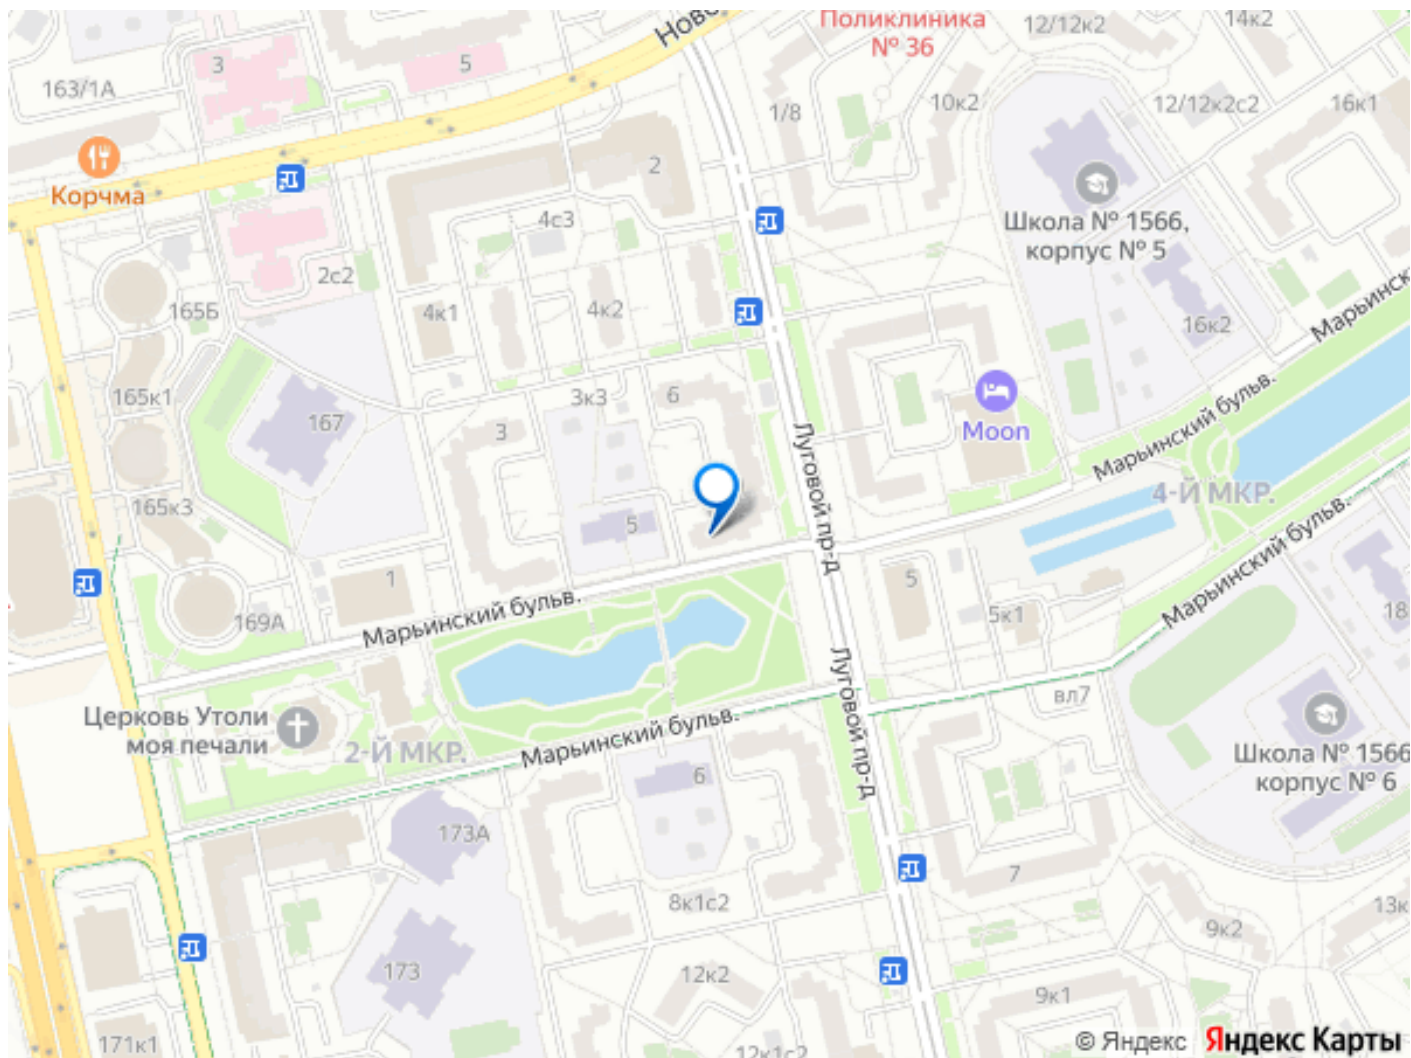 Поликлиника
№ 36
12/12к2
14к2
Ново
3
5
163/1А
1/8
10к2
12/12к2с2
16к1
2
Корчма
4с3
Школа № 1566,
корпус № 5
2с2
165Б
4к1
4к2
16к2
Марьинск
165к1
3к3
6
Moon
Марьинский бульв.
167
3
Луговой пр-д
4-Й МКР.
165к3
5
Марьинский бульв.
1
5
169А
Марьинский бульв.
5к1
18
Луговой пр-д
вл7
Церковь Утоли
моя печали
2-Й МКР.
Марьинский бульв.
Школа № 1566
корпус № 6
6
173А
7
8к1с2
13к
9к2
173
12к2
9к1
171к1
12к1с2
© Яндекс Яндекс Карты